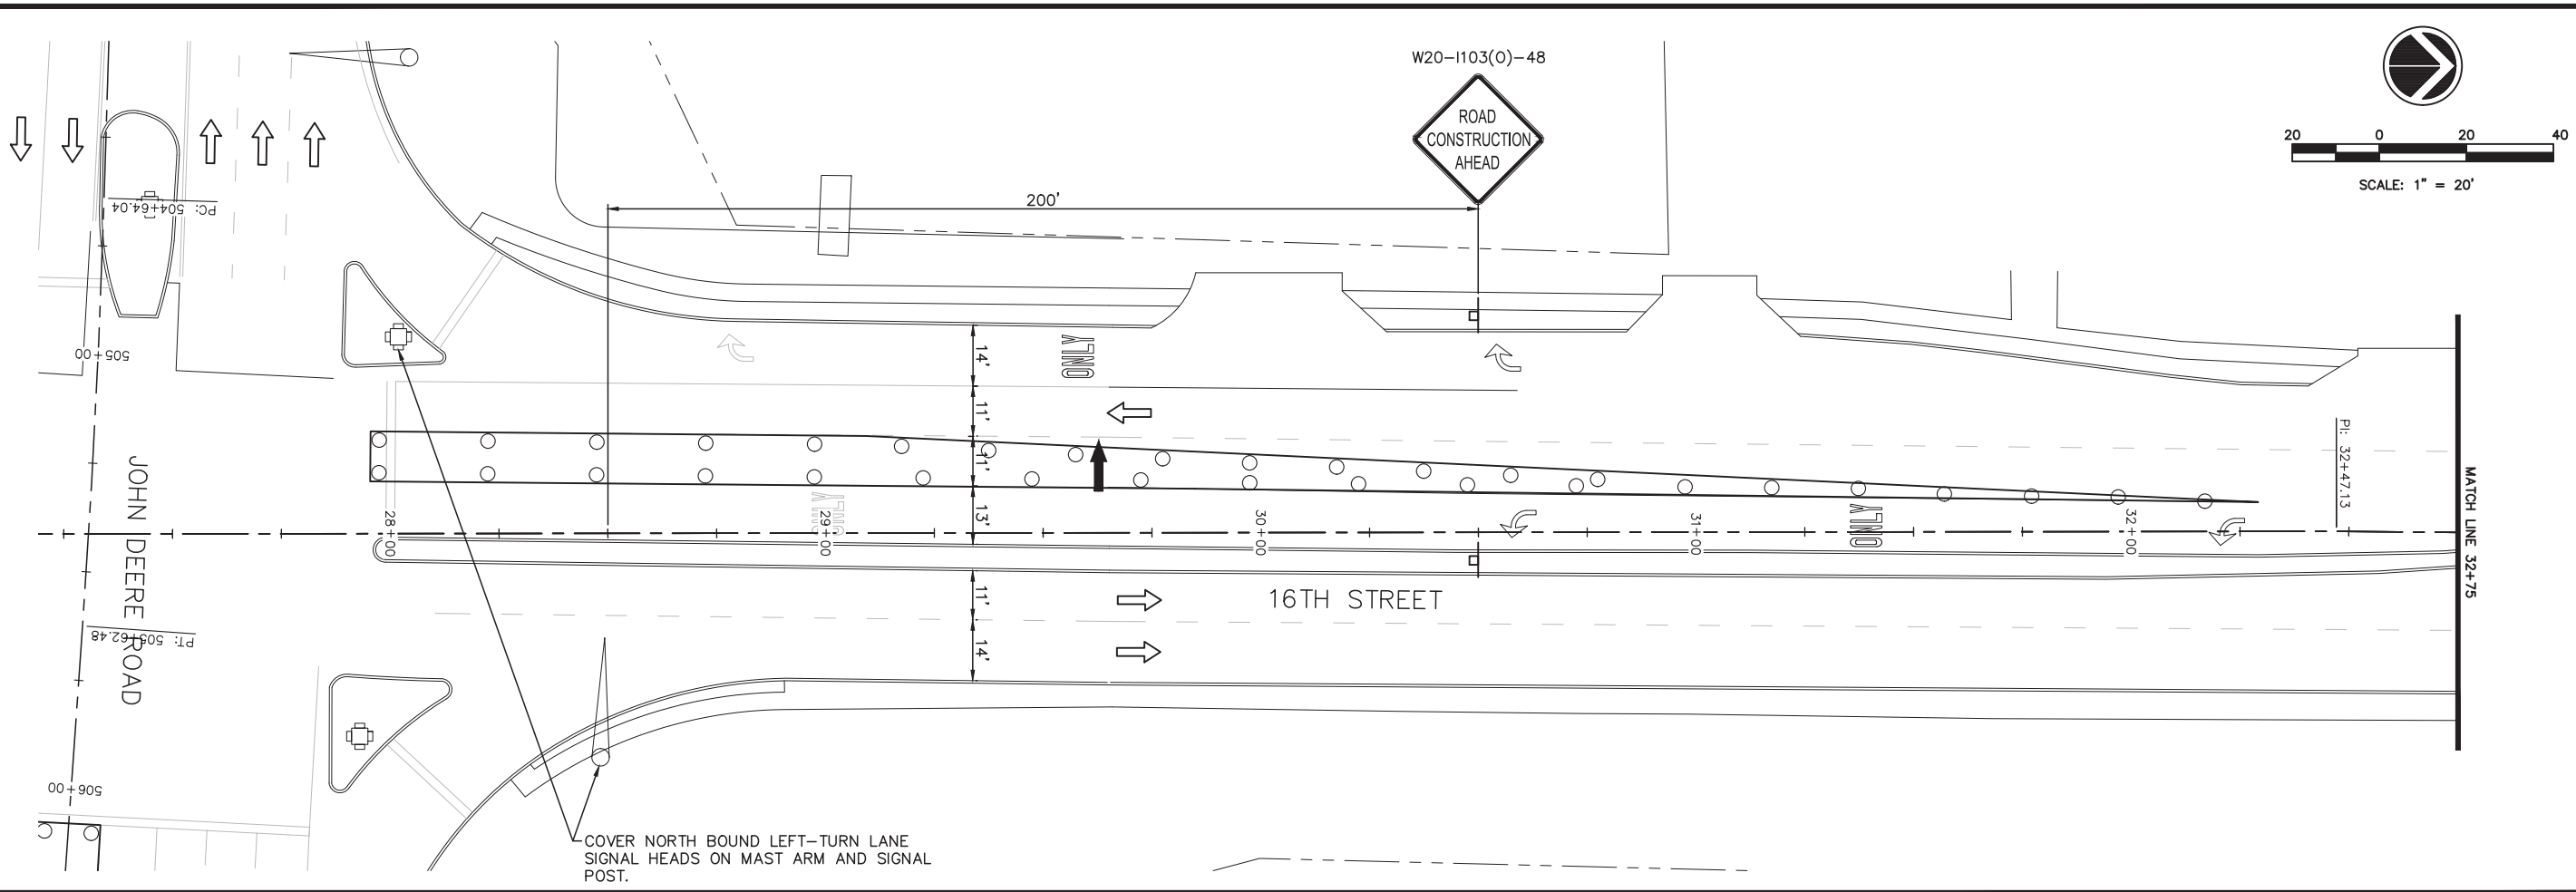 W20-I103(O)-48
ROAD
CONSTRUCTION
AHEAD
20 0 20 40
SCALE: 1" = 20'
200'
PC: 504+64.04
505+00
14'
ONLY
11'
11'
13'
ONLY
28+00
29+00
30+00
31+00
ONLY
32+00
PI: 32+47.13
MATCH LINE 32+75
JOHN DEERE ROAD
PT: 505+62.48
506+00
11'
14'
16TH STREET
COVER NORTH BOUND LEFT-TURN LANE
SIGNAL HEADS ON MAST ARM AND SIGNAL
POST.